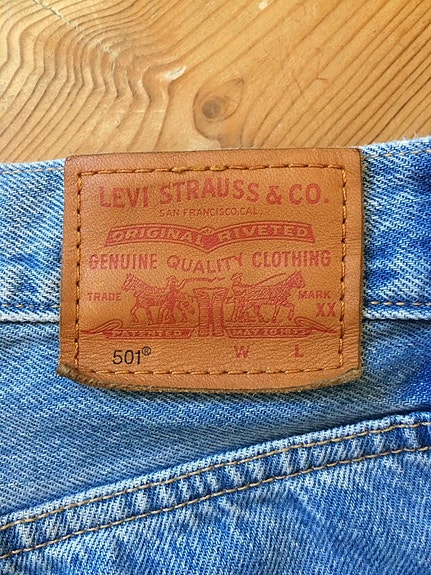 LEVI STRAUSS & CO.
SAN FRANCISCO, CAL.
ORIGINAL RIVETED
GENUINE QUALITY CLOTHING
TRADE MARK
XX
PATENTED MAY 20 1873
501® W L